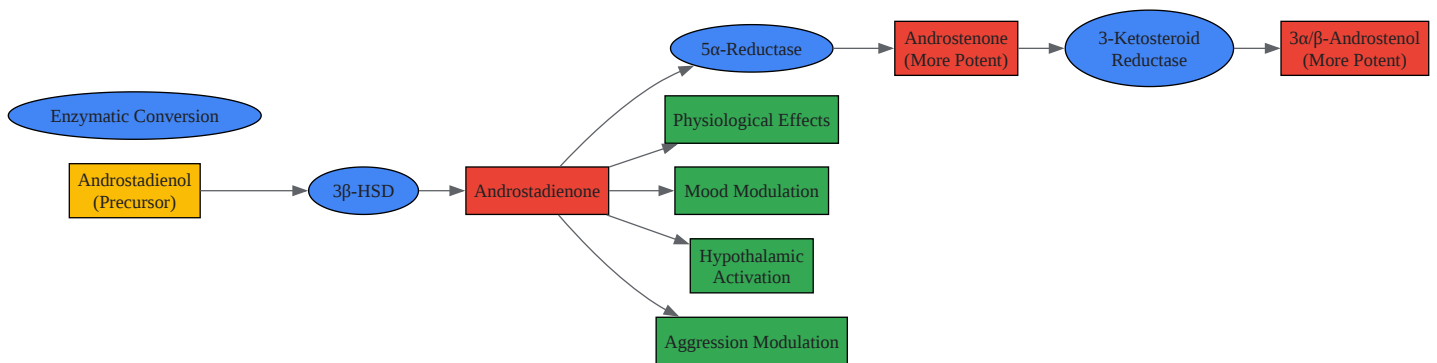 Enzymatic Conversion
Androstadienol
(Precursor)
3β-HSD
Androstadienone
5α-Reductase
Androstenone
(More Potent)
3-Ketosteroid
Reductase
3α/β-Androstenol
(More Potent)
Physiological Effects
Mood Modulation
Hypothalamic
Activation
Aggression Modulation